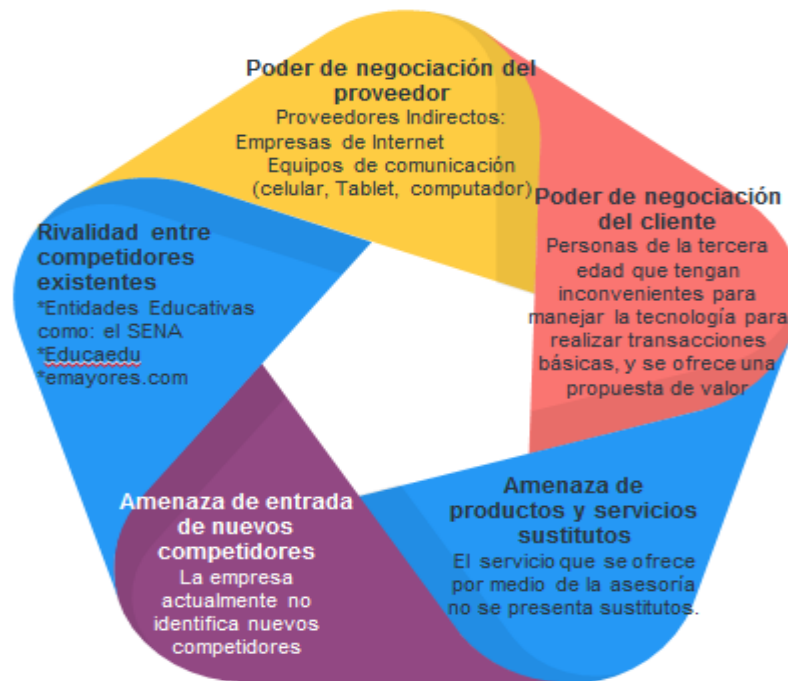 Poder de negociación del
proveedor
Proveedores Indirectos:
Empresas de Internet
Equipos de comunicación
(celular, Tablet, computador)
Poder de negociación
del cliente
Personas de la tercera
edad que tengan
inconvenientes para
manejar la tecnología para
realizar transacciones
básicas, y se ofrece una
propuesta de valor
Rivalidad entre
competidores
existentes
*Entidades Educativas
como: el SENA
*Educaedu
*emayores.com
Amenaza de entrada
de nuevos
competidores
La empresa
actualmente no
identifica nuevos
competidores
Amenaza de
productos y servicios
sustitutos
El servicio que se ofrece
por medio de la asesoría
no se presenta sustitutos.